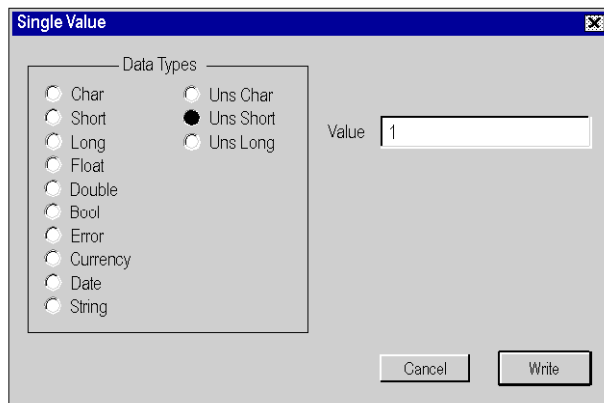 Single Value
Data Types
Char
Short
Long
Float
Double
Bool
Error
Currency
Date
String
Uns Char
Uns Short
Uns Long
Value
1
Cancel
Write